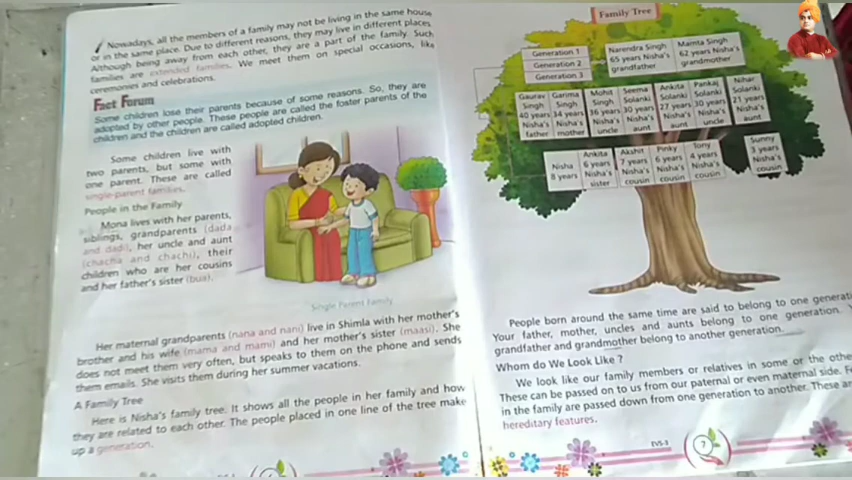 Nowadays, all the members of a family may not be living in the same house
or in the same place. Due to different reasons, they may live in different places.
Although being away from each other, they are a part of the family. Such
families are extended families. We meet them on special occasions, like
ceremonies and celebrations.
Fact Forum
Some children lose their parents because of some reasons. So, they are
adopted by other people. These people are called the foster parents of the
children and the children are called adopted children.
Some children live with
two parents, but some with
one parent. These are called
single-parent families.
People in the Family
Mona lives with her parents,
siblings, grandparents (dada
and dadi), her uncle and aunt
(chacha and chachi), their
children who are her cousins
and her father's sister (bua).
Single Parent Family
Her maternal grandparents (nana and nani) live in Shimla with her mother's
brother and his wife (mama and mami) and her mother's sister (maasi). She
does not meet them very often, but speaks to them on the phone and sends
them emails. She visits them during her summer vacations.
A Family Tree
Here is Nisha's family tree. It shows all the people in her family and how
they are related to each other. The people placed in one line of the tree make
up a generation.
Family Tree
Generation 1
Generation 2
Generation 3
Narendra Singh
65 years Nisha's
grandfather
Mamta Singh
62 years Nisha's
grandmother
Gaurav
Singh
40 years
Nisha's
father
Garima
Singh
34 years
Nisha's
mother
Mohit
Singh
36 years
Nisha's
uncle
Seema
Solanki
30 years
Nisha's
aunt
Ankita
Solanki
27 years
Nisha's
aunt
Pankaj
Solanki
30 years
Nisha's
uncle
Nihar
Solanki
21 years
Nisha's
aunt
Nisha
8 years
Ankita
6 years
Nisha's
sister
Akshit
7 years
Nisha's
cousin
Pinky
6 years
Nisha's
cousin
Tony
4 years
Nisha's
cousin
Sunny
3 years
Nisha's
cousin
People born around the same time are said to belong to one
Your father, mother, uncles and aunts belong to one generation.
grandfather and grandmother belong to another generation.
Whom do We Look Like ?
We look like our family members or relatives in some or the
These can be passed on to us from our paternal or even maternal side.
in the family are passed down from one generation to another. These
hereditary features.
EVS-3
7